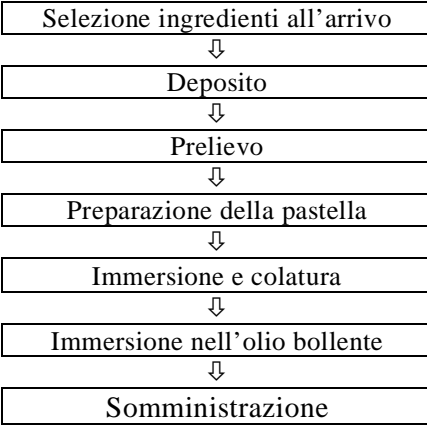 Selezione ingredienti all’arrivo
⇩
Deposito
⇩
Prelievo
⇩
Preparazione della pastella
⇩
Immersione e colatura
⇩
Immersione nell’olio bollente
⇩
Somministrazione